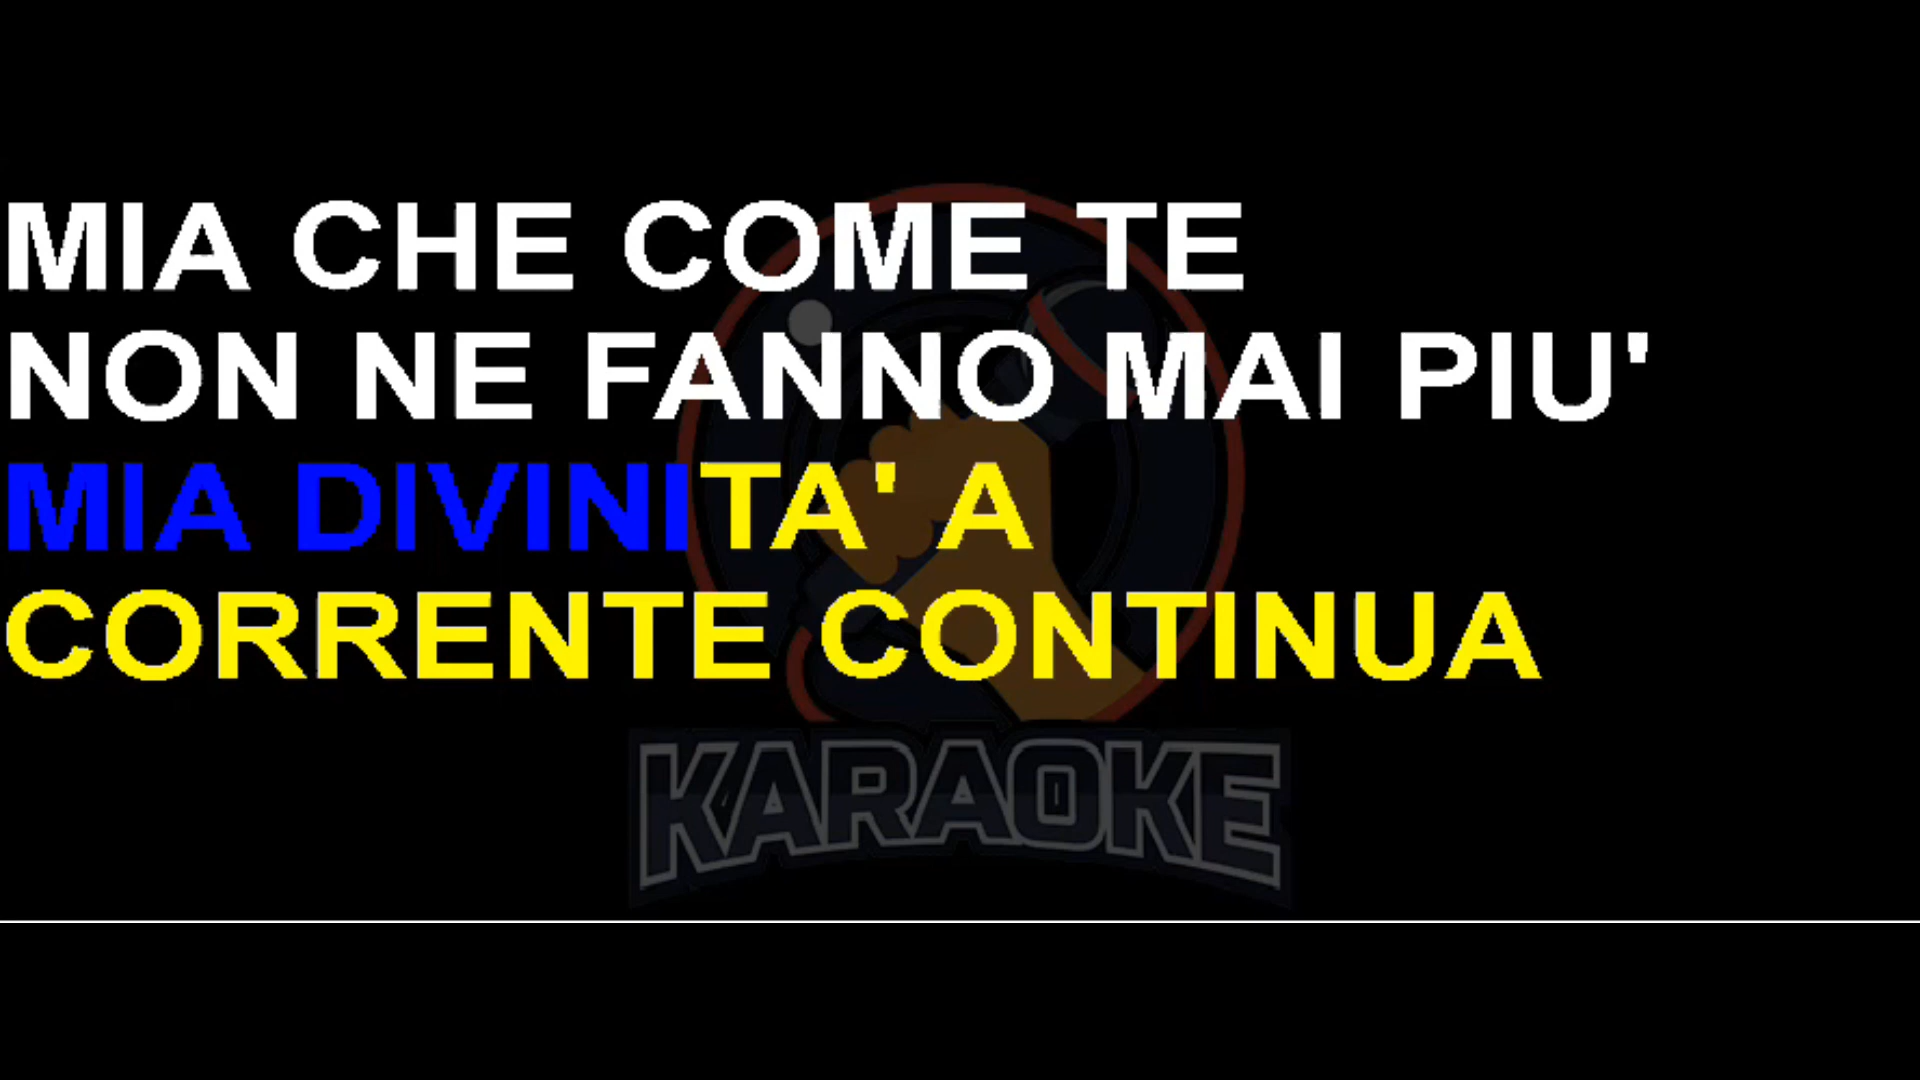 MIA CHE COME TE
NON NE FANNO MAI PIU'
MIA DIVINITA' A
CORRENTE CONTINUA
KARAOKE